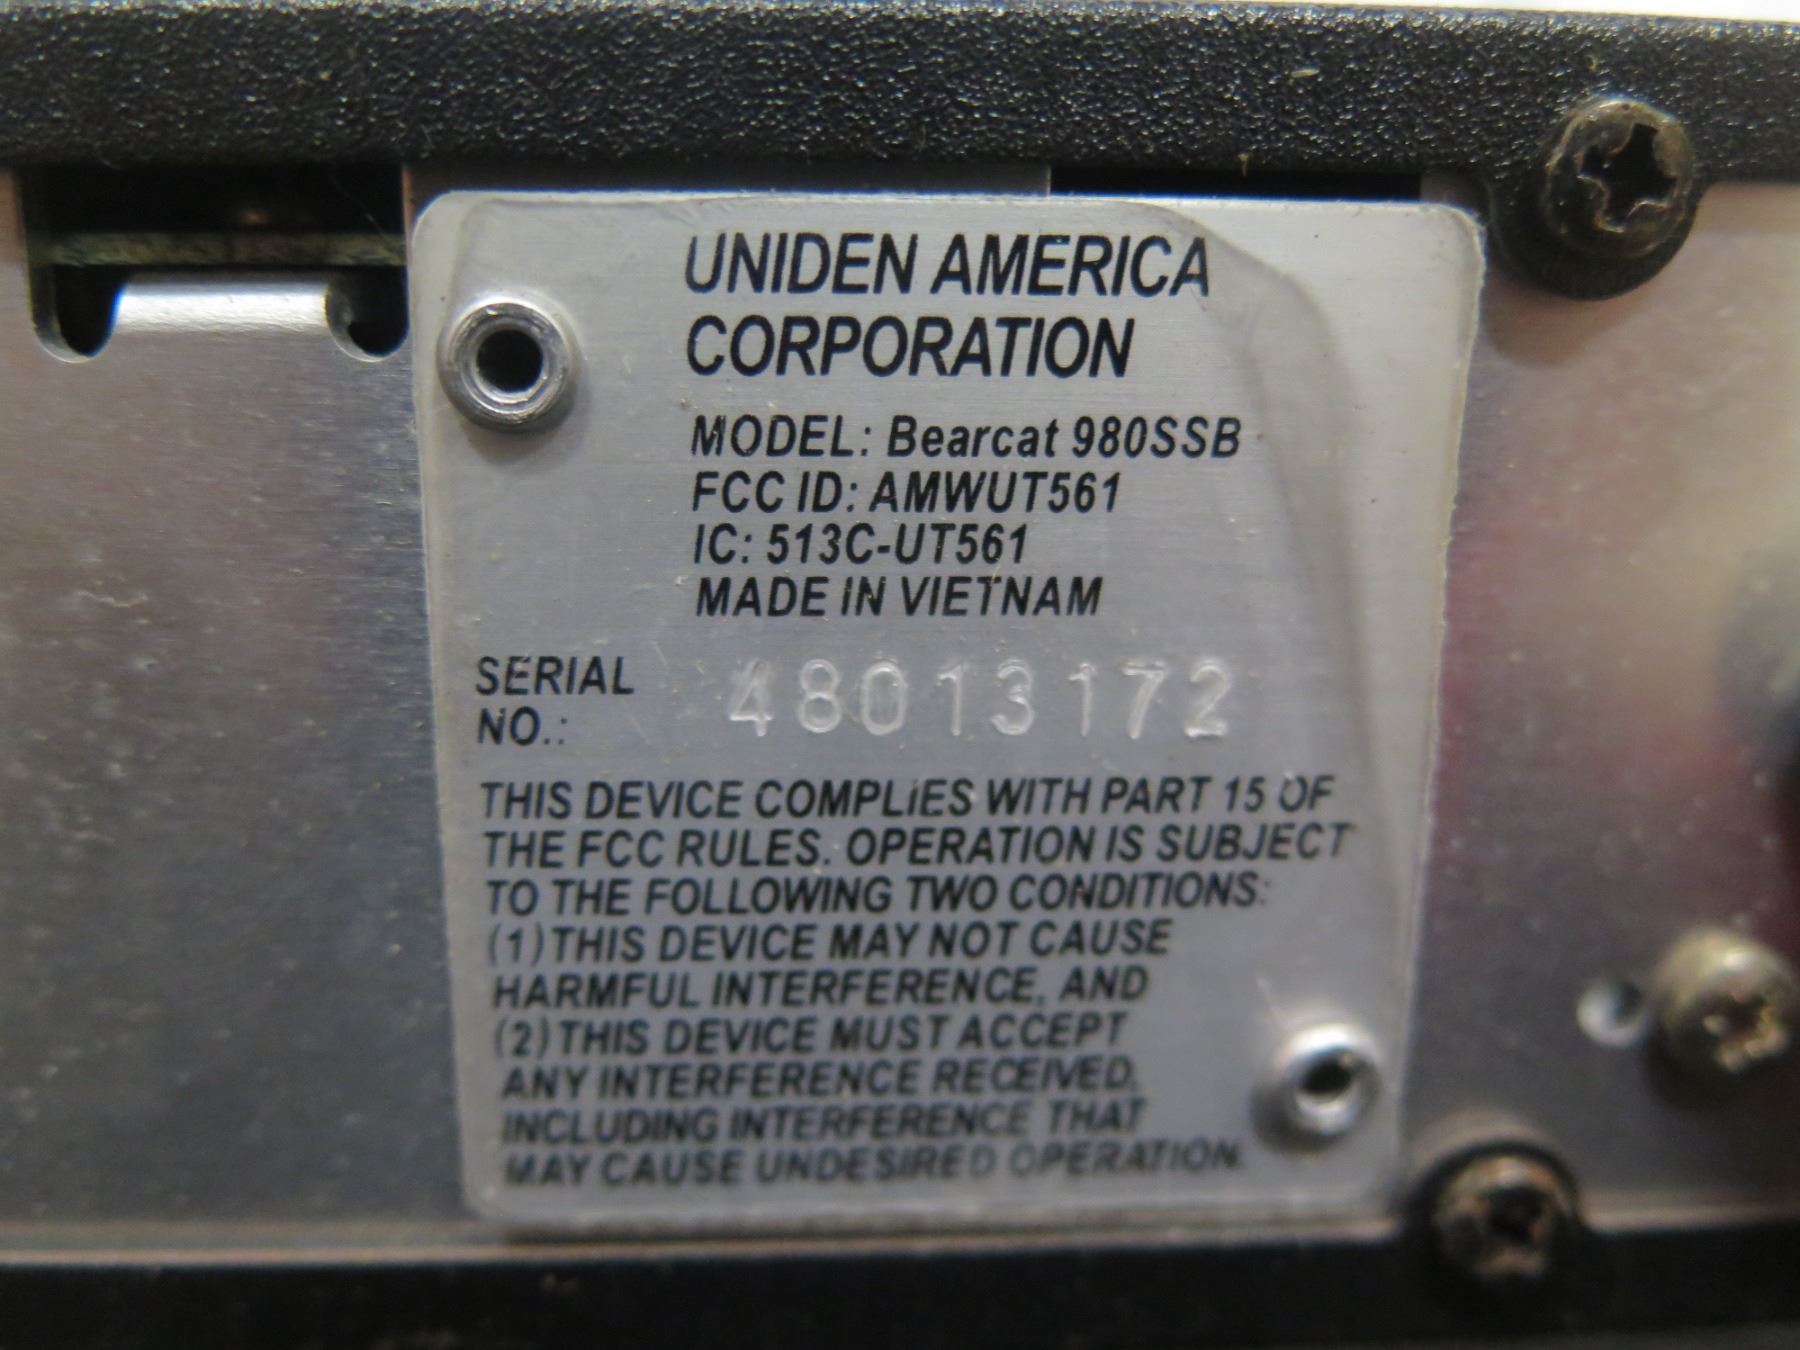 UNIDEN AMERICA
CORPORATION
MODEL: Bearcat 980SSB
FCC ID: AMWUT561
IC: 513C-UT561
MADE IN VIETNAM
SERIAL
NO.: 48013172
THIS DEVICE COMPLIES WITH PART 15 OF
THE FCC RULES. OPERATION IS SUBJECT
TO THE FOLLOWING TWO CONDITIONS:
(1) THIS DEVICE MAY NOT CAUSE
HARMFUL INTERFERENCE, AND
(2) THIS DEVICE MUST ACCEPT
ANY INTERFERENCE RECEIVED,
INCLUDING INTERFERENCE THAT
MAY CAUSE UNDESIRED OPERATION.